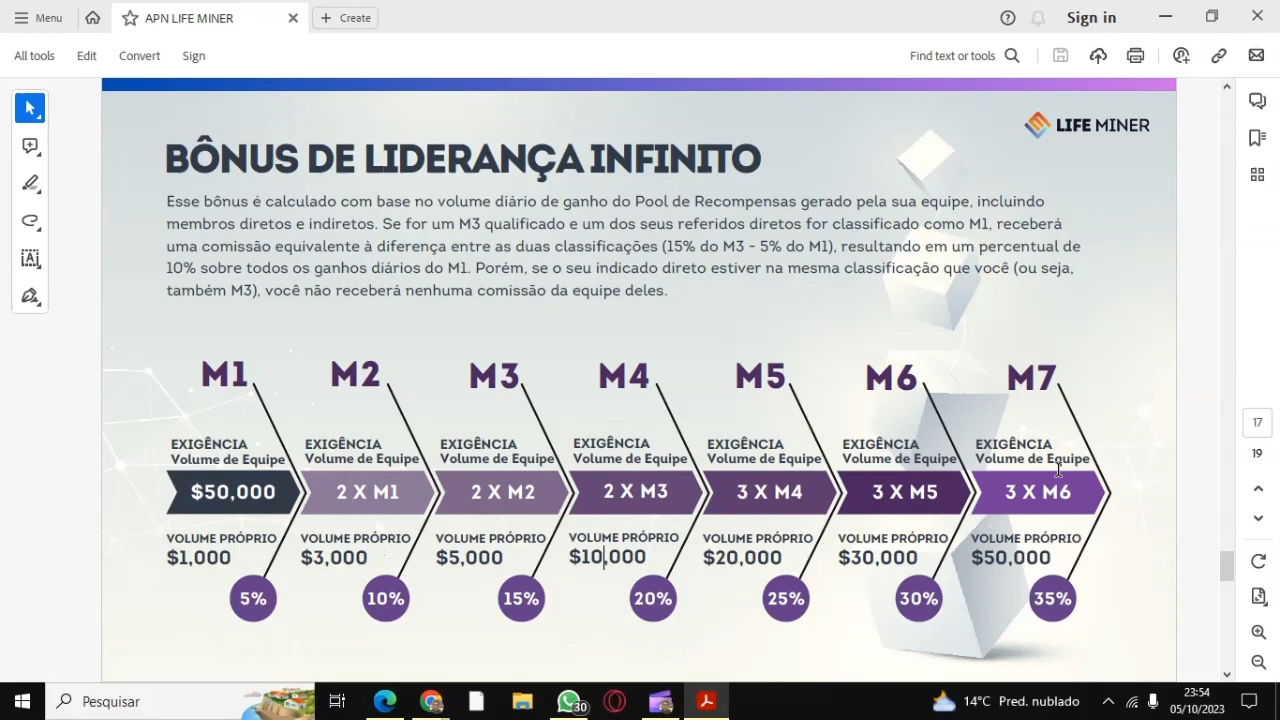 Menu
APN LIFE MINER
Create
Sign in
All tools
Edit
Convert
Sign
Find text or tools
LIFE MINER
BÔNUS DE LIDERANÇA INFINITO
Esse bônus é calculado com base no volume diário de ganho do Pool de Recompensas gerado pela sua equipe, incluindo
membros diretos e indiretos. Se for um M3 qualificado e um dos seus referidos diretos for classificado como M1, receberá
uma comissão equivalente à diferença entre as duas classificações (15% do M3 - 5% do M1), resultando em um percentual de
10% sobre todos os ganhos diários do M1. Porém, se o seu indicado direto estiver na mesma classificação que você (ou seja,
também M3), você não receberá nenhuma comissão da equipe deles.
M1
M2
M3
M4
M5
M6
M7
EXIGÊNCIA
Volume de Equipe
EXIGÊNCIA
Volume de Equipe
EXIGÊNCIA
Volume de Equipe
EXIGÊNCIA
Volume de Equipe
EXIGÊNCIA
Volume de Equipe
EXIGÊNCIA
Volume de Equipe
EXIGÊNCIA
Volume de Equipe
$50,000
2 X M1
2 X M2
2 X M3
3 X M4
3 X M5
3 X M6
VOLUME PRÓPRIO
$1,000
VOLUME PRÓPRIO
$3,000
VOLUME PRÓPRIO
$5,000
VOLUME PRÓPRIO
$10,000
VOLUME PRÓPRIO
$20,000
VOLUME PRÓPRIO
$30,000
VOLUME PRÓPRIO
$50,000
5%
10%
15%
20%
25%
30%
35%
17
19
Pesquisar
30
14°C Pred. nublado
23:54
05/10/2023